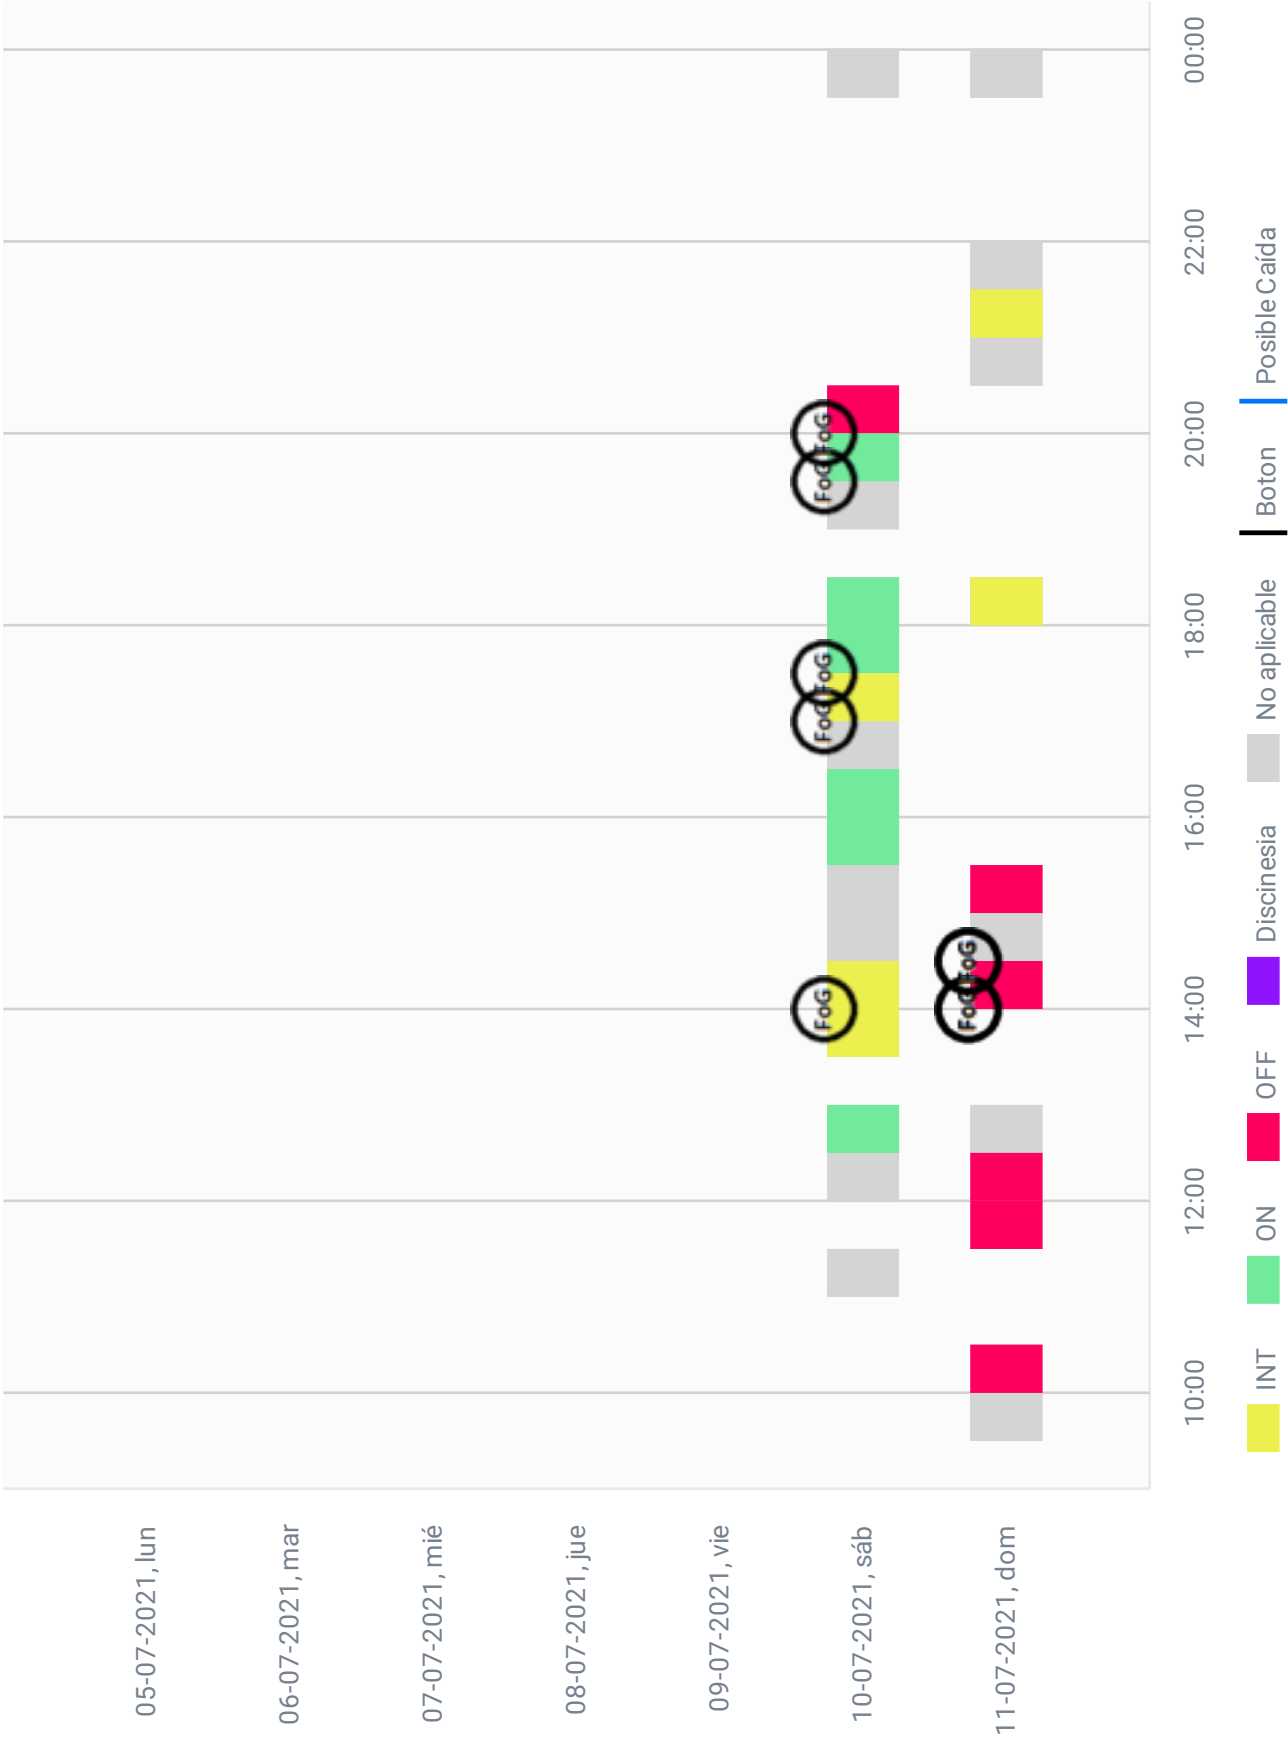 05-07-2021, lun
06-07-2021, mar
07-07-2021, mié
08-07-2021, jue
09-07-2021, vie
10-07-2021, sáb
FoG
FoG
FoG
FoG
FoG
11-07-2021, dom
FoG
FoG
10:00
12:00
14:00
16:00
18:00
20:00
22:00
00:00
INT
ON
OFF
Discinesia
No aplicable
Boton
Posible Caída